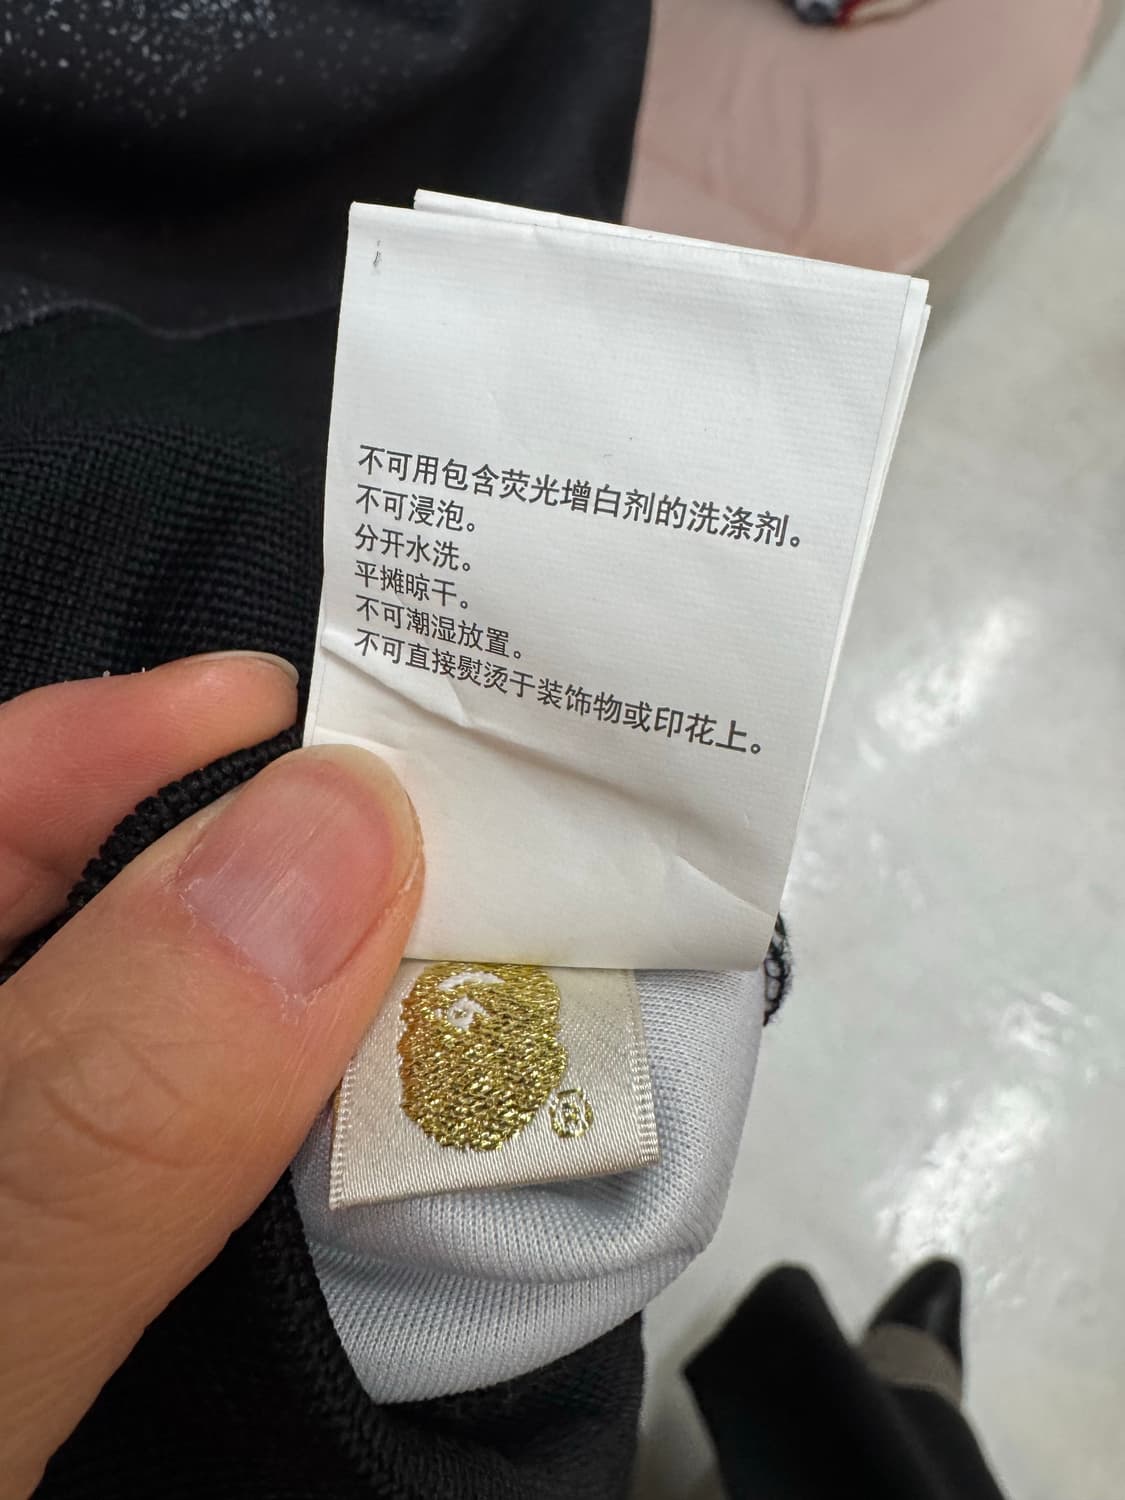 不可用包含荧光增白剂的洗涤剂。
不可浸泡。
分开水洗。
平摊晾干。
不可潮湿放置。
不可直接熨烫于装饰物或印花上。
®